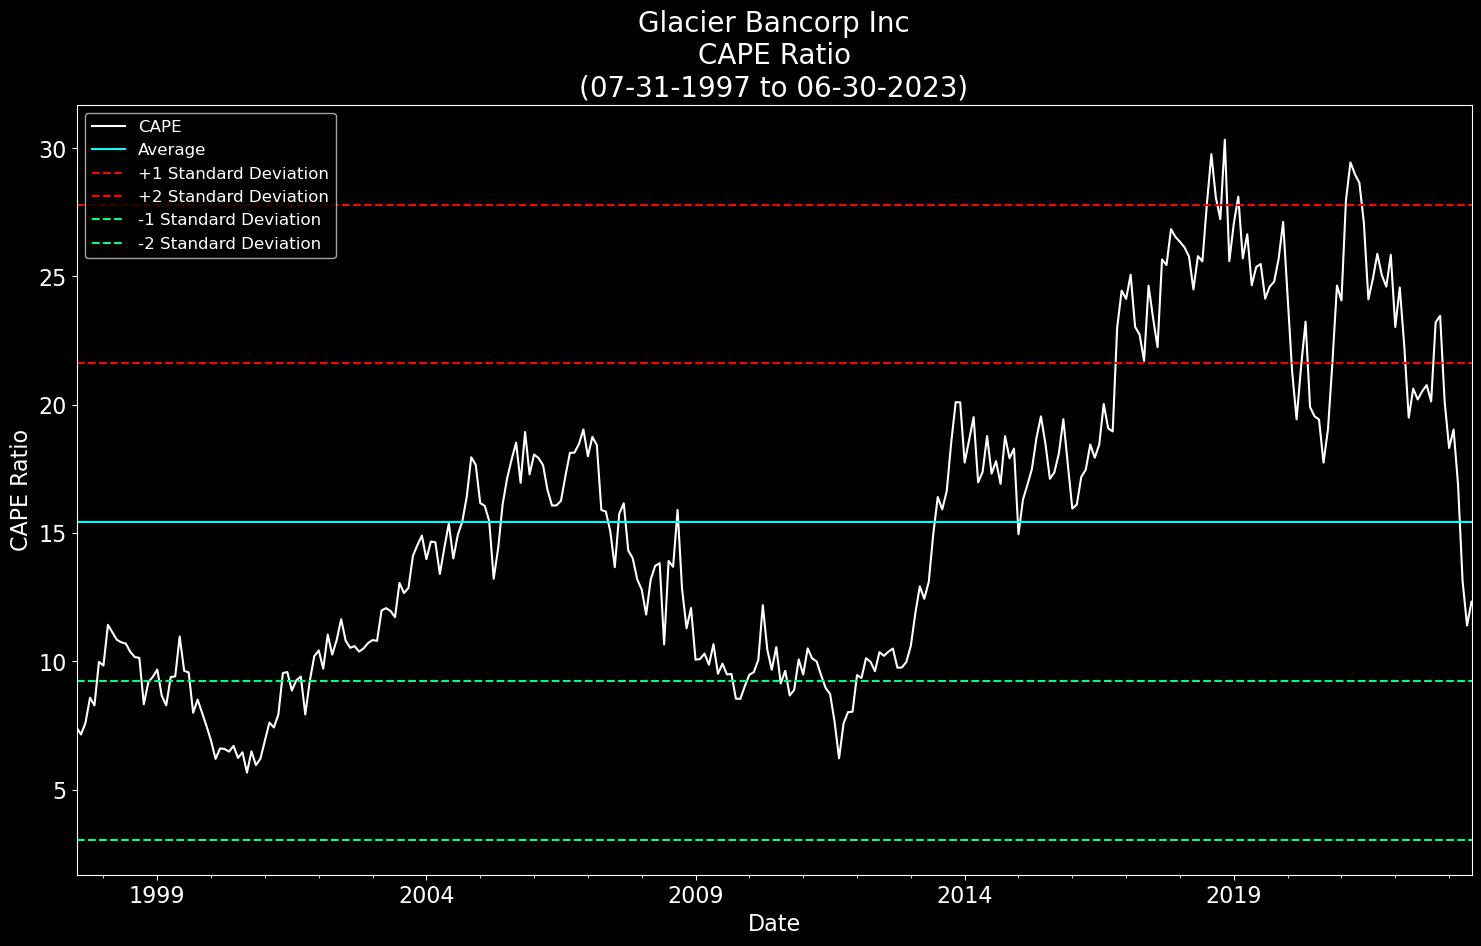 Glacier Bancorp Inc
CAPE Ratio
(07-31-1997 to 06-30-2023)
CAPE
Average
+1 Standard Deviation
+2 Standard Deviation
-1 Standard Deviation
-2 Standard Deviation
30
25
20
15
10
5
CAPE Ratio
1999 2004 2009 2014 2019
Date